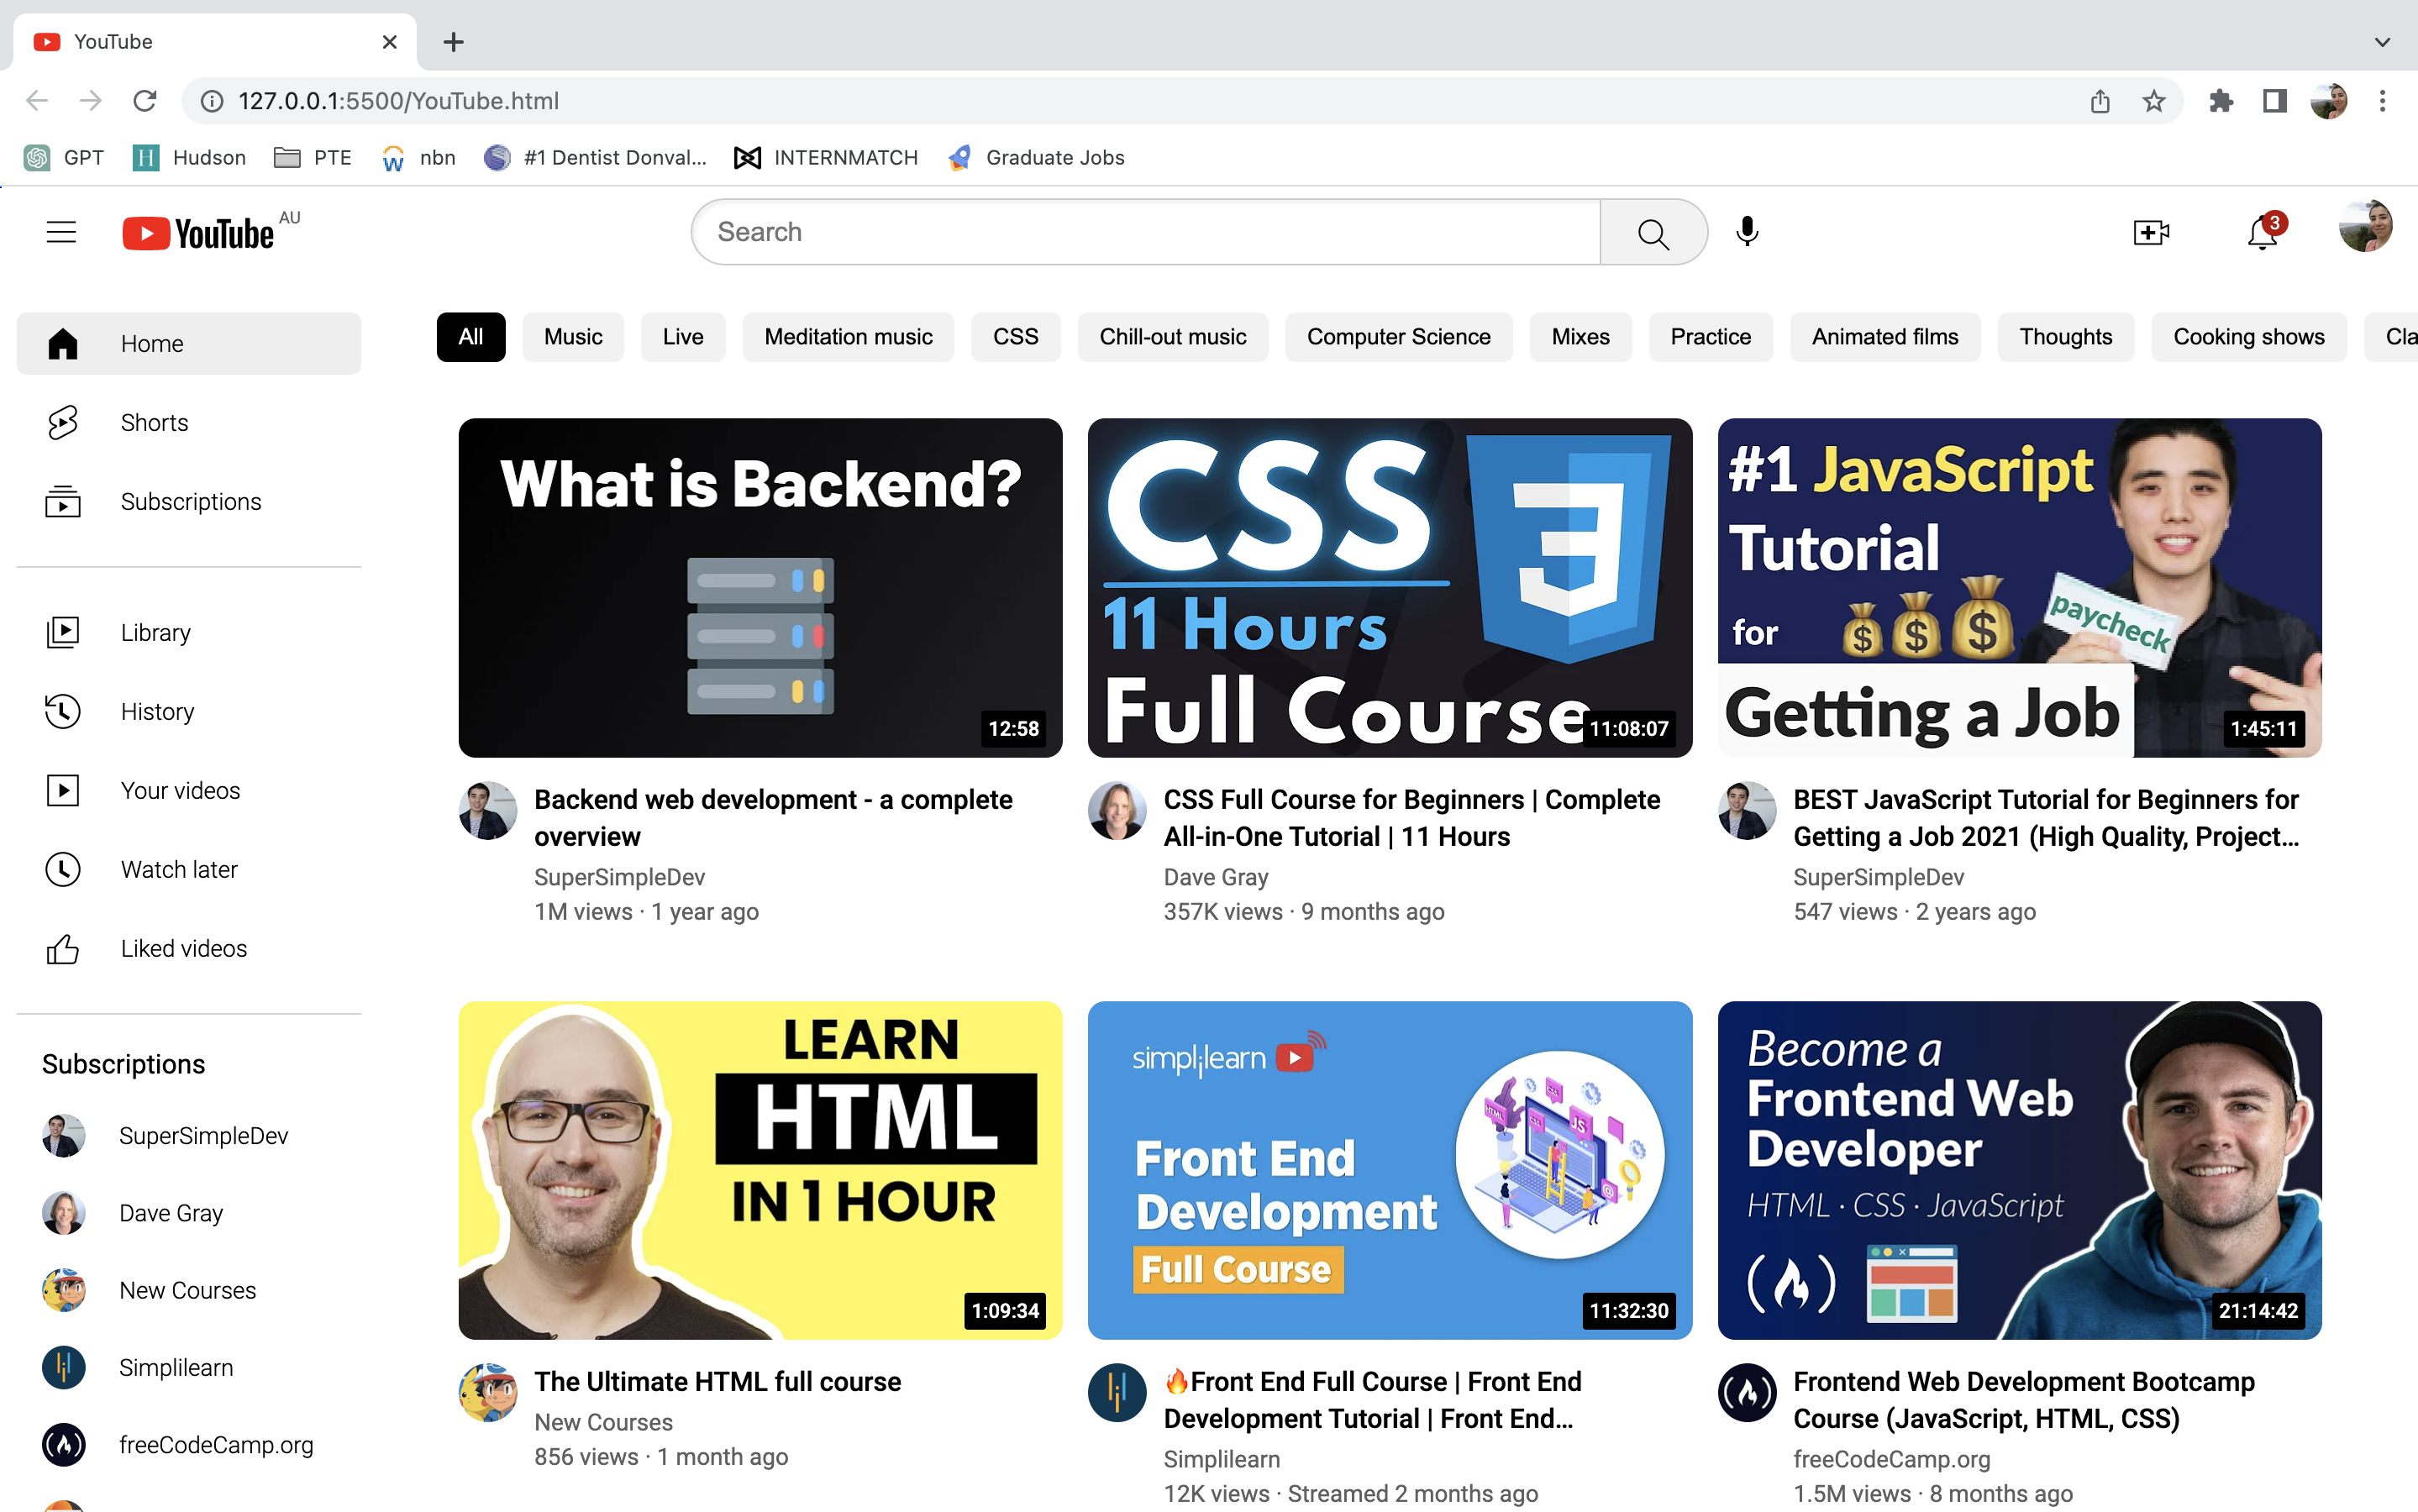 YouTube
127.0.0.1:5500/YouTube.html
GPT
Hudson
PTE
nbn
#1 Dentist Donval...
INTERNMATCH
Graduate Jobs
YouTube AU
Search
3
Home
Shorts
Subscriptions
Library
History
Your videos
Watch later
Liked videos
Subscriptions
SuperSimpleDev
Dave Gray
New Courses
Simplilearn
freeCodeCamp.org
All
Music
Live
Meditation music
CSS
Chill-out music
Computer Science
Mixes
Practice
Animated films
Thoughts
Cooking shows
Cla
What is Backend?
12:58
Backend web development - a complete
overview
SuperSimpleDev
1M views · 1 year ago
CSS
11 Hours
Full Course
11:08:07
CSS Full Course for Beginners | Complete
All-in-One Tutorial | 11 Hours
Dave Gray
357K views · 9 months ago
#1 JavaScript
Tutorial
for
paycheck
Getting a Job
1:45:11
BEST JavaScript Tutorial for Beginners for
Getting a Job 2021 (High Quality, Project...
SuperSimpleDev
547 views · 2 years ago
LEARN
HTML
IN 1 HOUR
1:09:34
The Ultimate HTML full course
New Courses
856 views · 1 month ago
simplilearn
Front End
Development
Full Course
JS
HTML
11:32:30
🔥Front End Full Course | Front End
Development Tutorial | Front End...
Simplilearn
12K views · Streamed 2 months ago
Become a
Frontend Web
Developer
HTML · CSS · JavaScript
21:14:42
Frontend Web Development Bootcamp
Course (JavaScript, HTML, CSS)
freeCodeCamp.org
1.5M views · 8 months ago